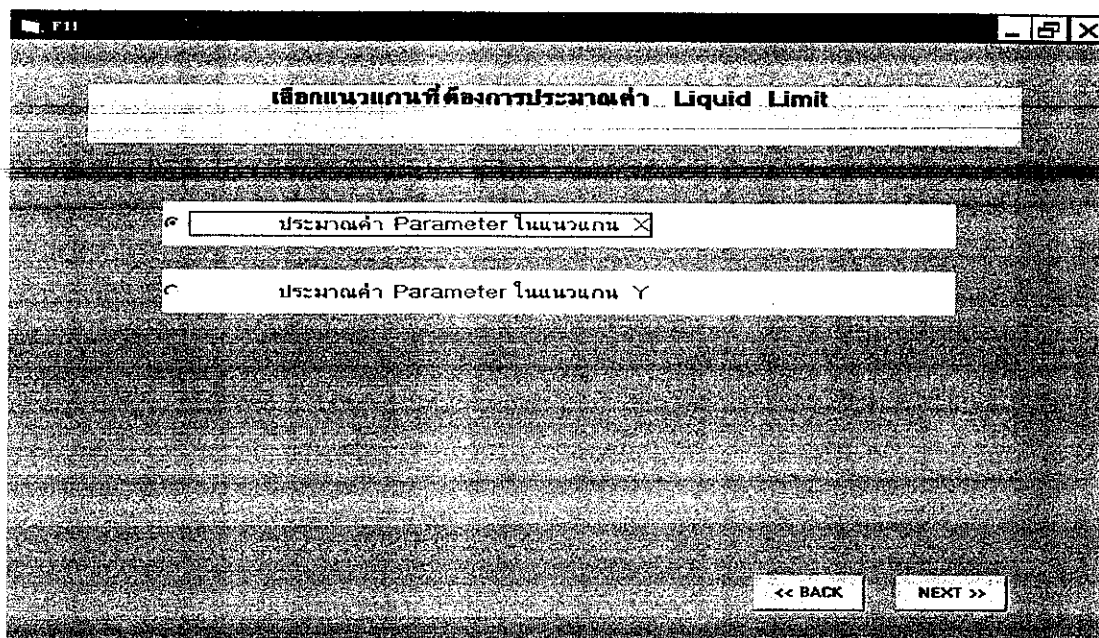 F11
เลือกแนวแกนที่ต้องการประมาณค่า Liquid Limit
ประมาณค่า Parameter ในแนวแกน X
ประมาณค่า Parameter ในแนวแกน Y
<< BACK
NEXT >>